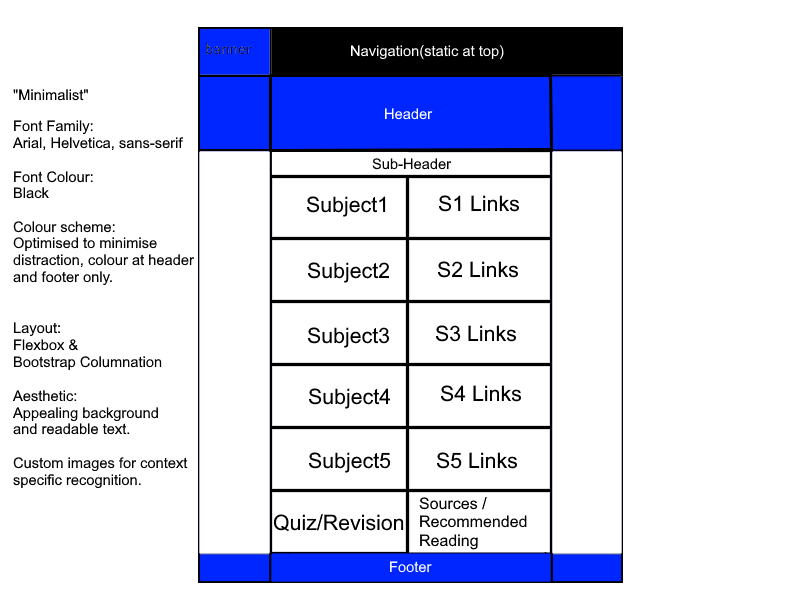 banner
Navigation(static at top)
"Minimalist"
Header
Font Family:
Arial, Helvetica, sans-serif
Sub-Header
Font Colour:
Black
Subject1
S1 Links
Colour scheme:
Optimised to minimise
distraction, colour at header
and footer only.
Subject2
S2 Links
Layout:
Flexbox &
Bootstrap Columnation
Subject3
S3 Links
Aesthetic:
Appealing background
and readable text.
Subject4
S4 Links
Custom images for context
specific recognition.
Subject5
S5 Links
Quiz/Revision
Sources /
Recommended
Reading
Footer